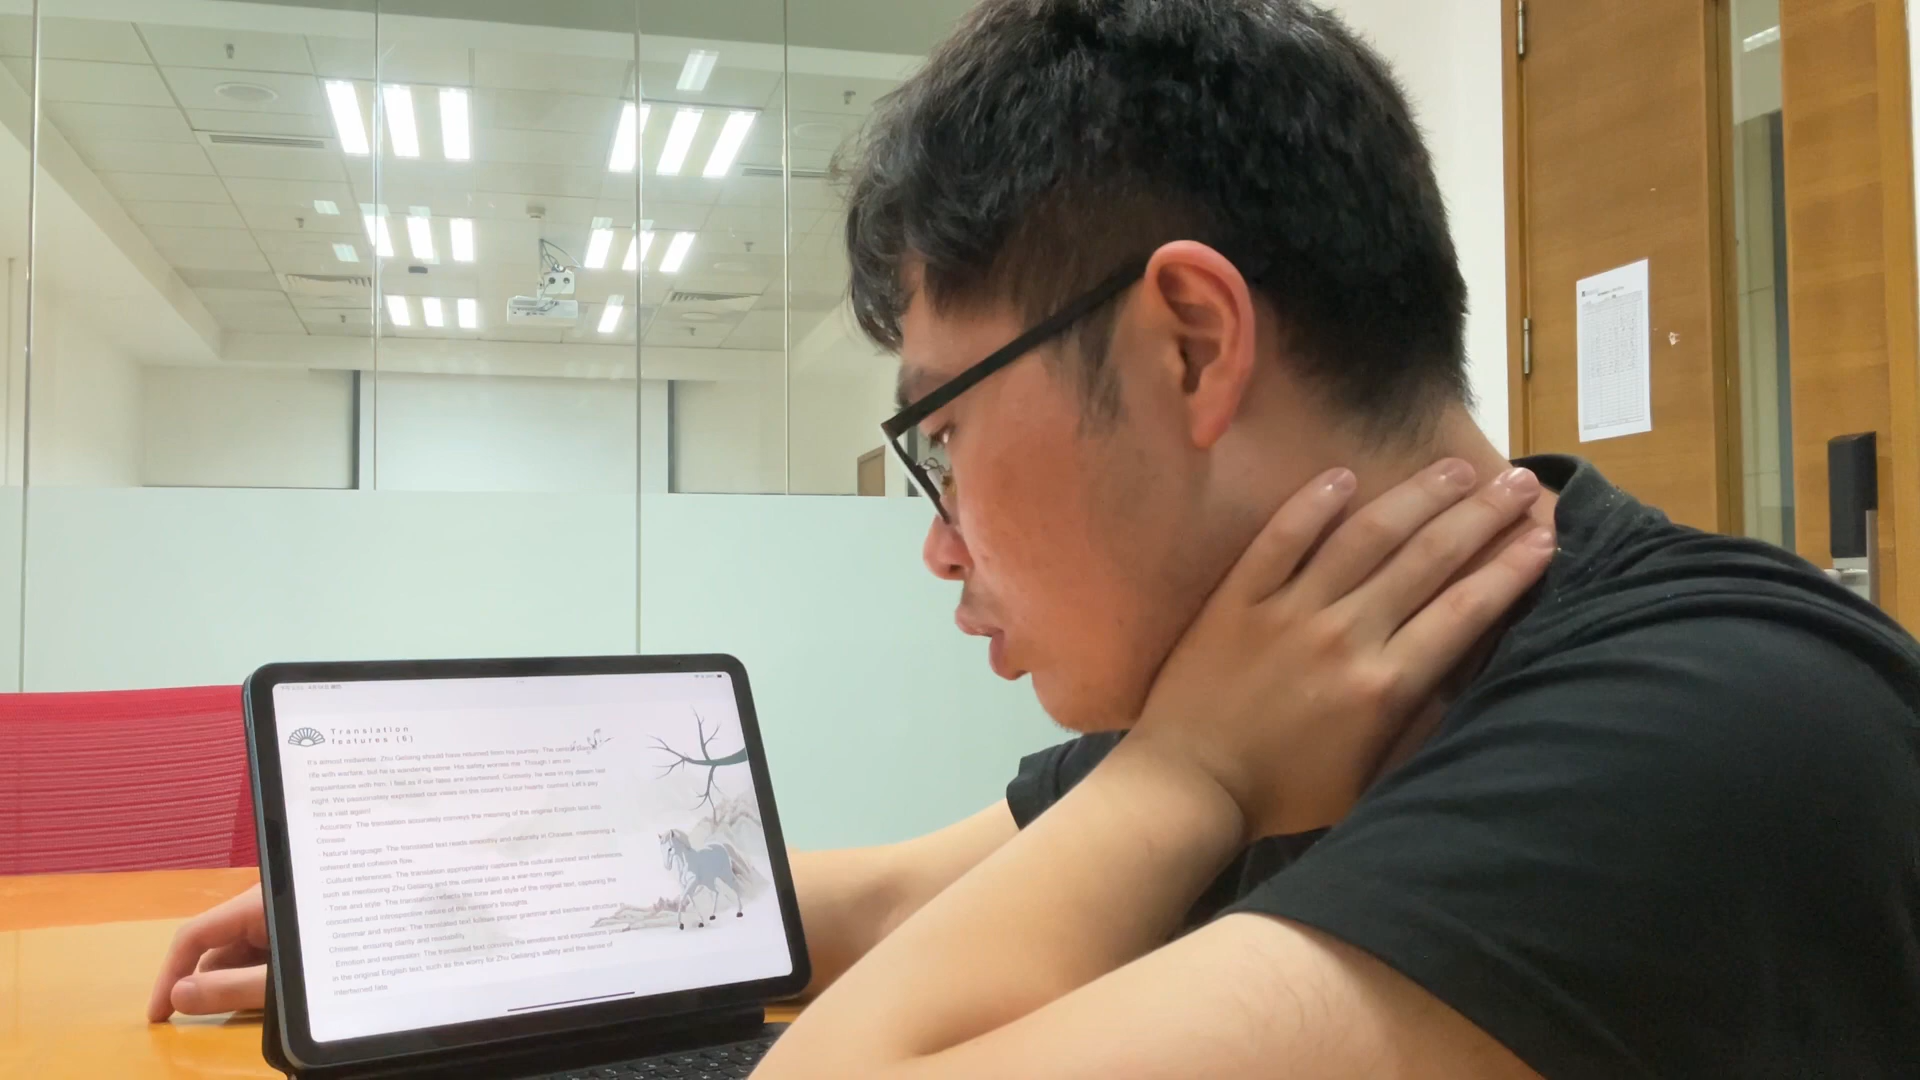 Translation
features (6)
It's almost midwinter. Zhu Geliang should have returned from his journey. The central
life with warfare, but he is wandering alone. His safety worries me. Though I am on
acquaintance with him, I feel as if our fates are intertwined. Curiously, he was in my dream last
night. We passionately expressed our views on the country to our hearts' content. Let's pay
him a visit again!
- Accuracy: The translation accurately conveys the meaning of the original English text into
Chinese.
- Natural language: The translated text reads smoothly and naturally in Chinese, maintaining a
coherent and cohesive flow.
- Cultural references: The translation appropriately captures the cultural context and references
such as mentioning Zhu Geliang and the central plain as a war-torn region.
- Tone and style: The translation reflects the tone and style of the original text, capturing the
concerned and introspective nature of the narrator's thoughts.
- Grammar and syntax: The translated text follows proper grammar and sentence structure in
Chinese, ensuring clarity and readability.
- Emotion and expression: The translated text conveys the emotions and expressions
in the original English text, such as the worry for Zhu Geliang's safety and the sense of
intertwined fate.